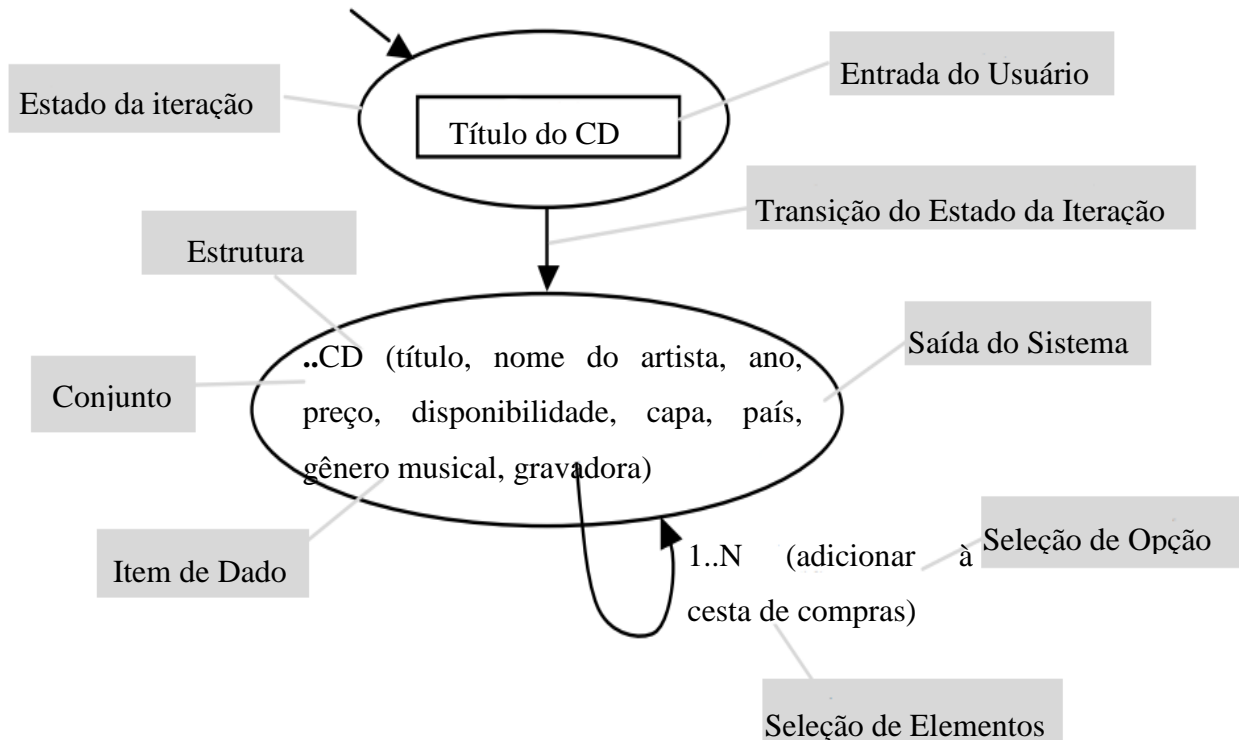 Entrada do Usuário
Estado da iteração
Título do CD
Transição do Estado da Iteração
Estrutura
Saída do Sistema
..CD (título, nome do artista, ano,
preço, disponibilidade, capa, país,
gênero musical, gravadora)
Conjunto
Item de Dado
Seleção de Opção
1..N (adicionar à
cesta de compras)
Seleção de Elementos